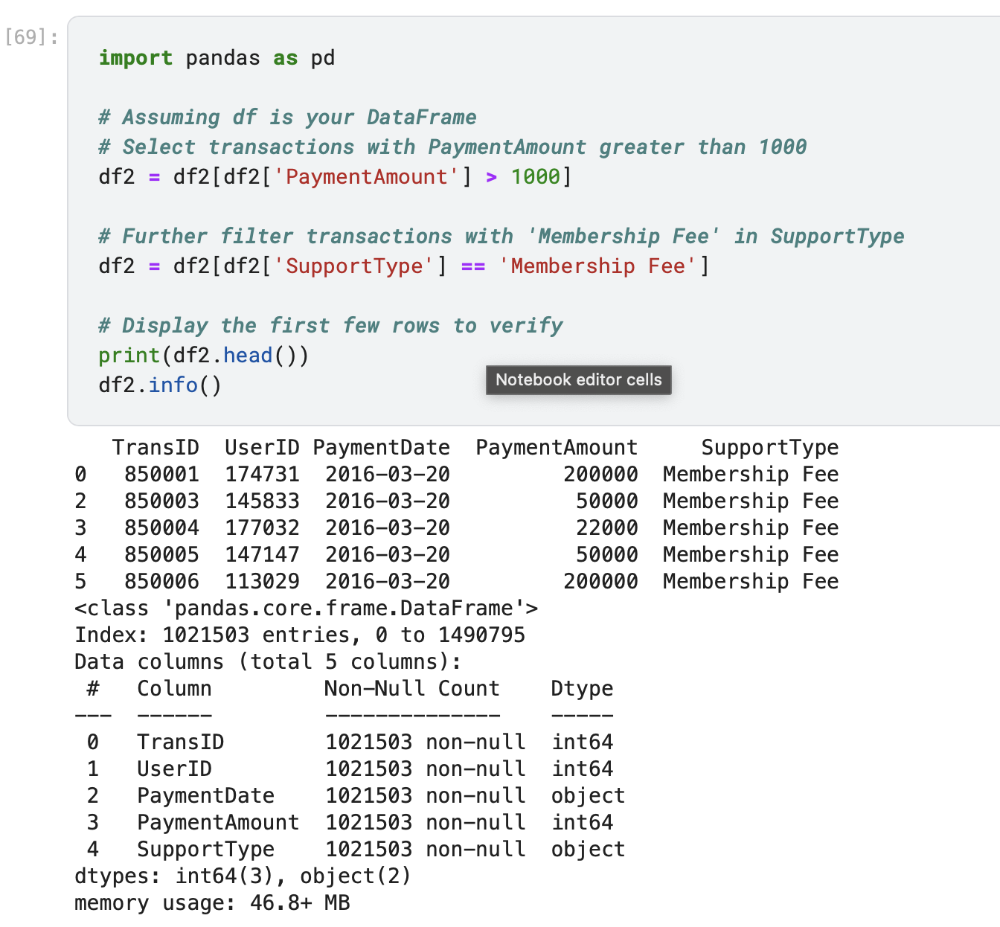 [69]:
import pandas as pd
# Assuming df is your DataFrame
# Select transactions with PaymentAmount greater than 1000
df2 = df2[df2['PaymentAmount'] > 1000]
# Further filter transactions with 'Membership Fee' in SupportType
df2 = df2[df2['SupportType'] == 'Membership Fee']
# Display the first few rows to verify
print(df2.head())
df2.info()
Notebook editor cells
TransID UserID PaymentDate PaymentAmount SupportType
0 850001 174731 2016-03-20 200000 Membership Fee
2 850003 145833 2016-03-20 50000 Membership Fee
3 850004 177032 2016-03-20 22000 Membership Fee
4 850005 147147 2016-03-20 50000 Membership Fee
5 850006 113029 2016-03-20 200000 Membership Fee
<class 'pandas.core.frame.DataFrame'>
Index: 1021503 entries, 0 to 1490795
Data columns (total 5 columns):
# Column Non-Null Count Dtype
--- ------ -------------- -----
0 TransID 1021503 non-null int64
1 UserID 1021503 non-null int64
2 PaymentDate 1021503 non-null object
3 PaymentAmount 1021503 non-null int64
4 SupportType 1021503 non-null object
dtypes: int64(3), object(2)
memory usage: 46.8+ MB